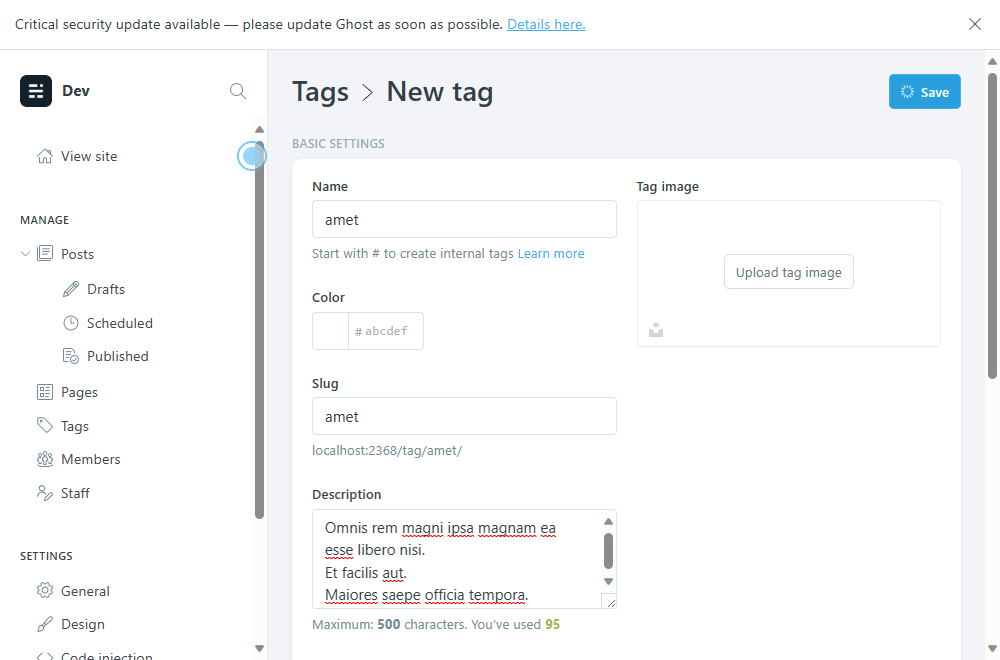 Critical security update available — please update Ghost as soon as possible. Details here.
Dev
View site
MANAGE
Posts
Drafts
Scheduled
Published
Pages
Tags
Members
Staff
SETTINGS
General
Design
Code injection
Tags > New tag
Save
BASIC SETTINGS
Name
amet
Start with # to create internal tags Learn more
Color
# abcdef
Slug
amet
localhost:2368/tag/amet/
Description
Omnis rem magni ipsa magnam ea
esse libero nisi.
Et facilis aut.
Maiores saepe officia tempora.
Maximum: 500 characters. You've used 95
Tag image
Upload tag image